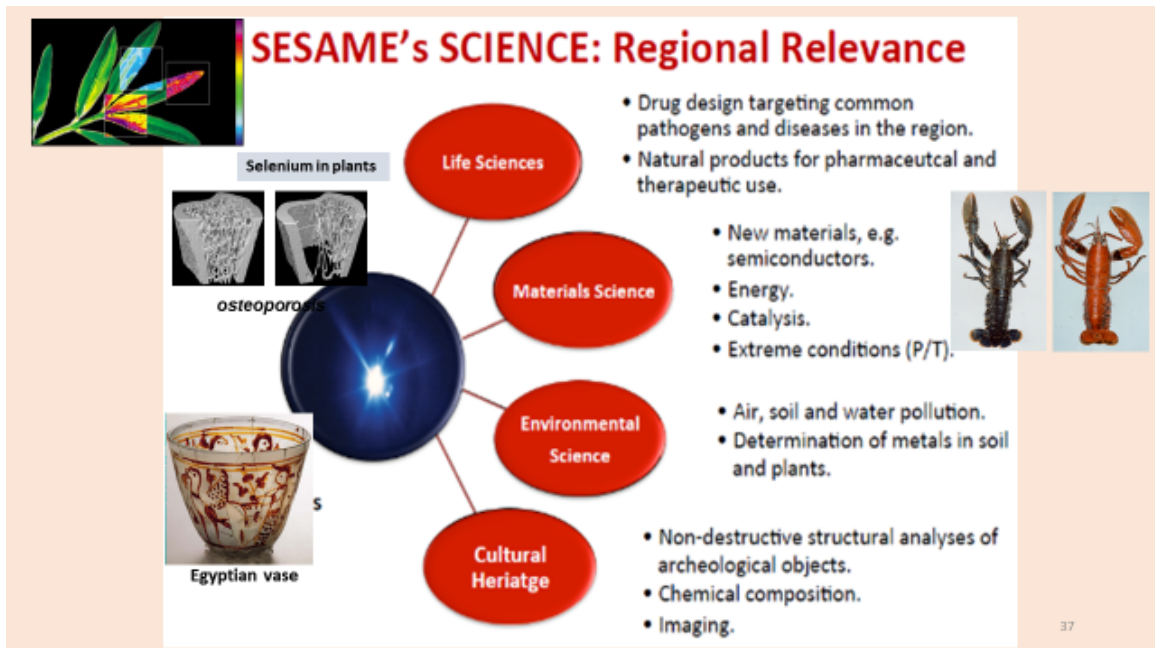 SESAME's SCIENCE: Regional Relevance
Selenium in plants
osteoporosis
Egyptian vase
s
Life Sciences
• Drug design targeting common
pathogens and diseases in the region.
• Natural products for pharmaceutcal and
therapeutic use.
Materials Science
• New materials, e.g.
semiconductors.
• Energy.
• Catalysis.
• Extreme conditions (P/T).
Environmental
Science
• Air, soil and water pollution.
• Determination of metals in soil
and plants.
Cultural
Heriatge
• Non-destructive structural analyses of
archeological objects.
• Chemical composition.
• Imaging.
37